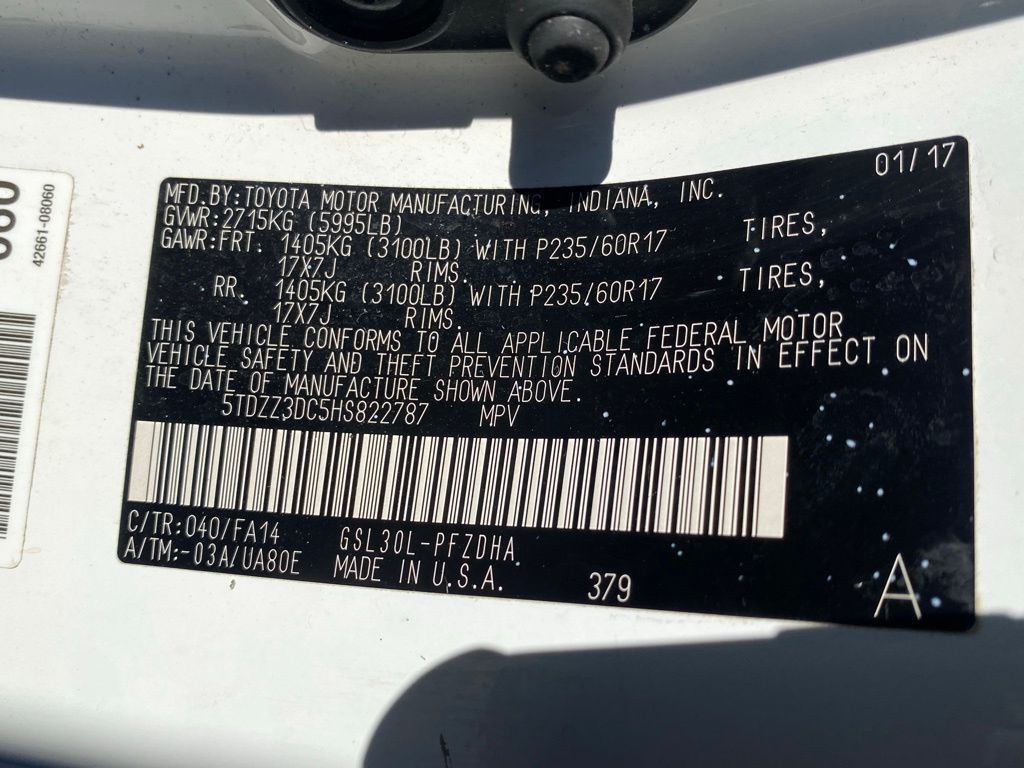 01/17
MFD.BY:TOYOTA MOTOR MANUFACTURING, INDIANA, INC.
GVWR:2715KG (5995LB)
GAWR:FRT. 1405KG (3100LB) WITH P235/60R17 TIRES,
17X7J RIMS.
RR. 1405KG (3100LB) WITH P235/60R17 TIRES,
17X7J RIMS.
THIS VEHICLE CONFORMS TO ALL APPLICABLE FEDERAL MOTOR
VEHICLE SAFETY AND THEFT PREVENTION STANDARDS IN EFFECT ON
THE DATE OF MANUFACTURE SHOWN ABOVE.
5TDZZ3DC5HS822787 MPV
C/TR:040/FA14 GSL30L-PFZDHA
A/TM:-03A/UA80E MADE IN U.S.A. 379 A
42661-08060